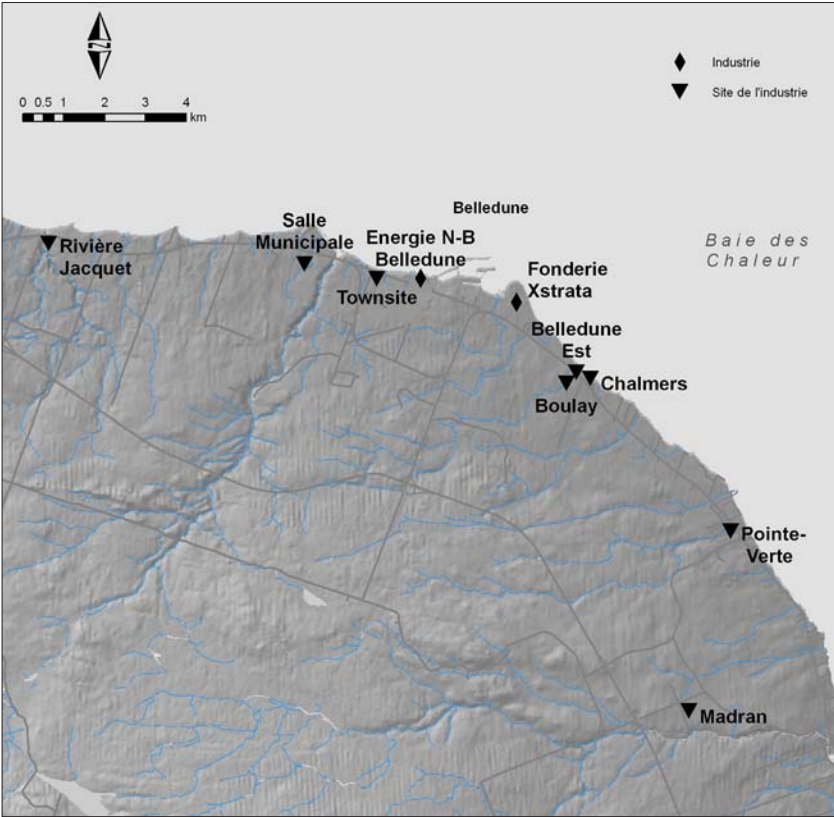 N
0 0.5 1 2 3 4
km
Industrie
Site de l'industrie
Belledune
Baie des
Chaleur
Rivière
Jacquet
Salle
Municipale
Energie N-B
Belledune
Townsite
Fonderie
Xstrata
Belledune
Est
Chalmers
Boulay
Pointe-
Verte
Madran